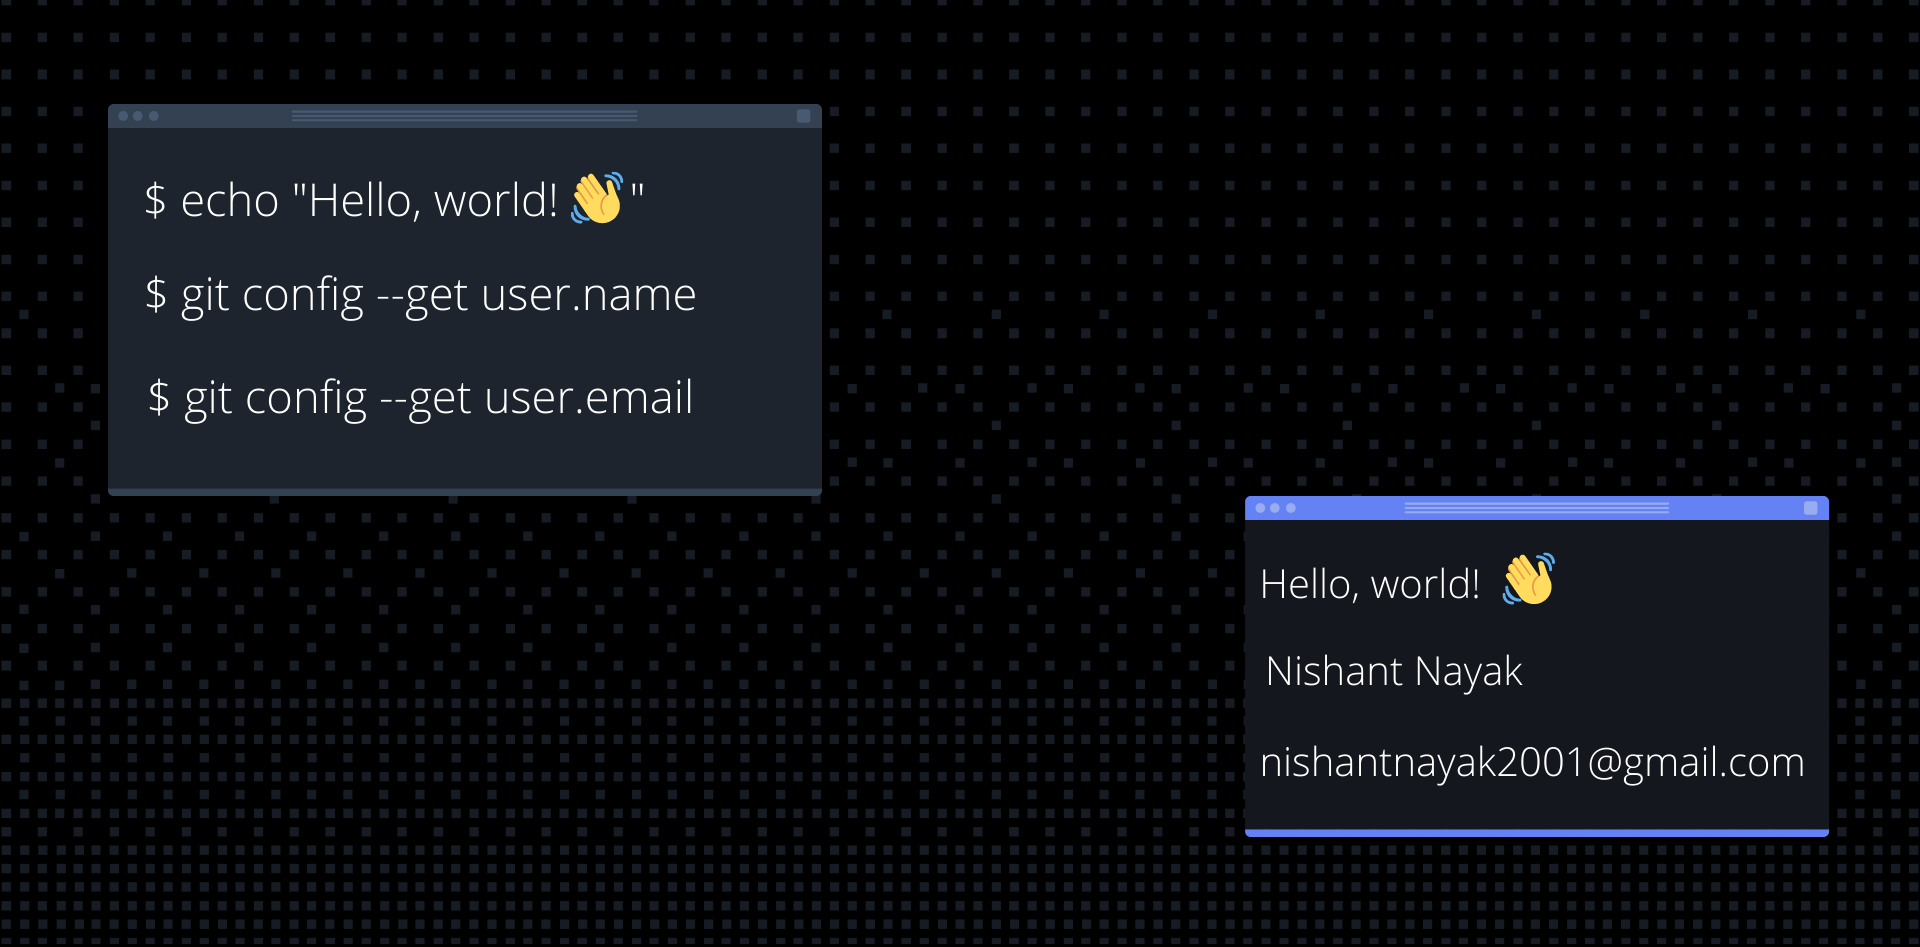 $ echo "Hello, world! 👋"
$ git config --get user.name
$ git config --get user.email
Hello, world! 👋
Nishant Nayak
nishantnayak2001@gmail.com